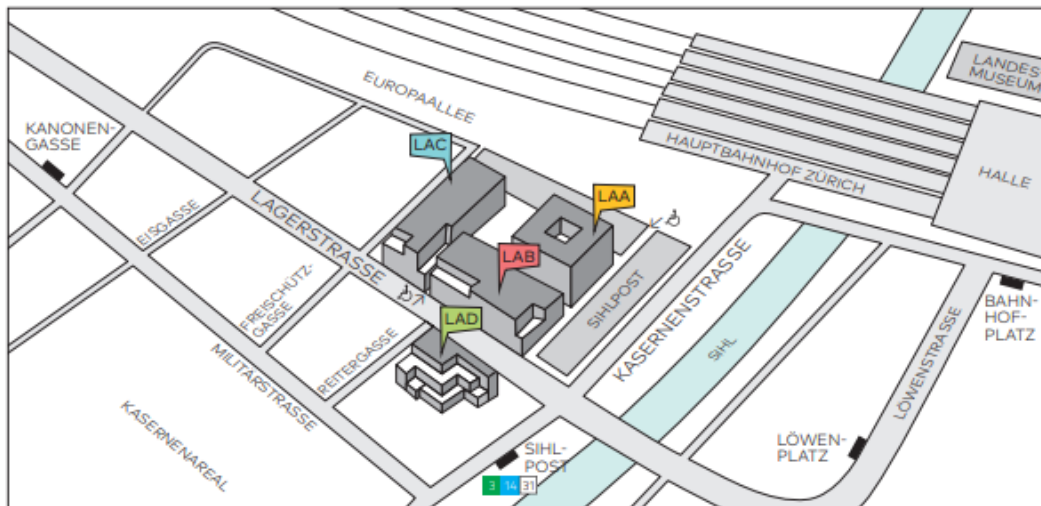 LANDES-
MUSEUM
EUROPAALLEE
KANONEN-
GASSE
LAC
HAUPTBAHNHOF ZÜRICH
HALLE
LAA
EISGASSE
LAGERSTRASSE
LAB
SIHLPOST
KASERNENSTRASSE
FREISCHÜTZ-
GASSE
LAD
BAHN-
HOF-
PLATZ
REITERGASSE
MILITÄRSTRASSE
SIHL
LÖWENSTRASSE
KASERNENAREAL
SIHL-
POST
3 14 31
LÖWEN-
PLATZ